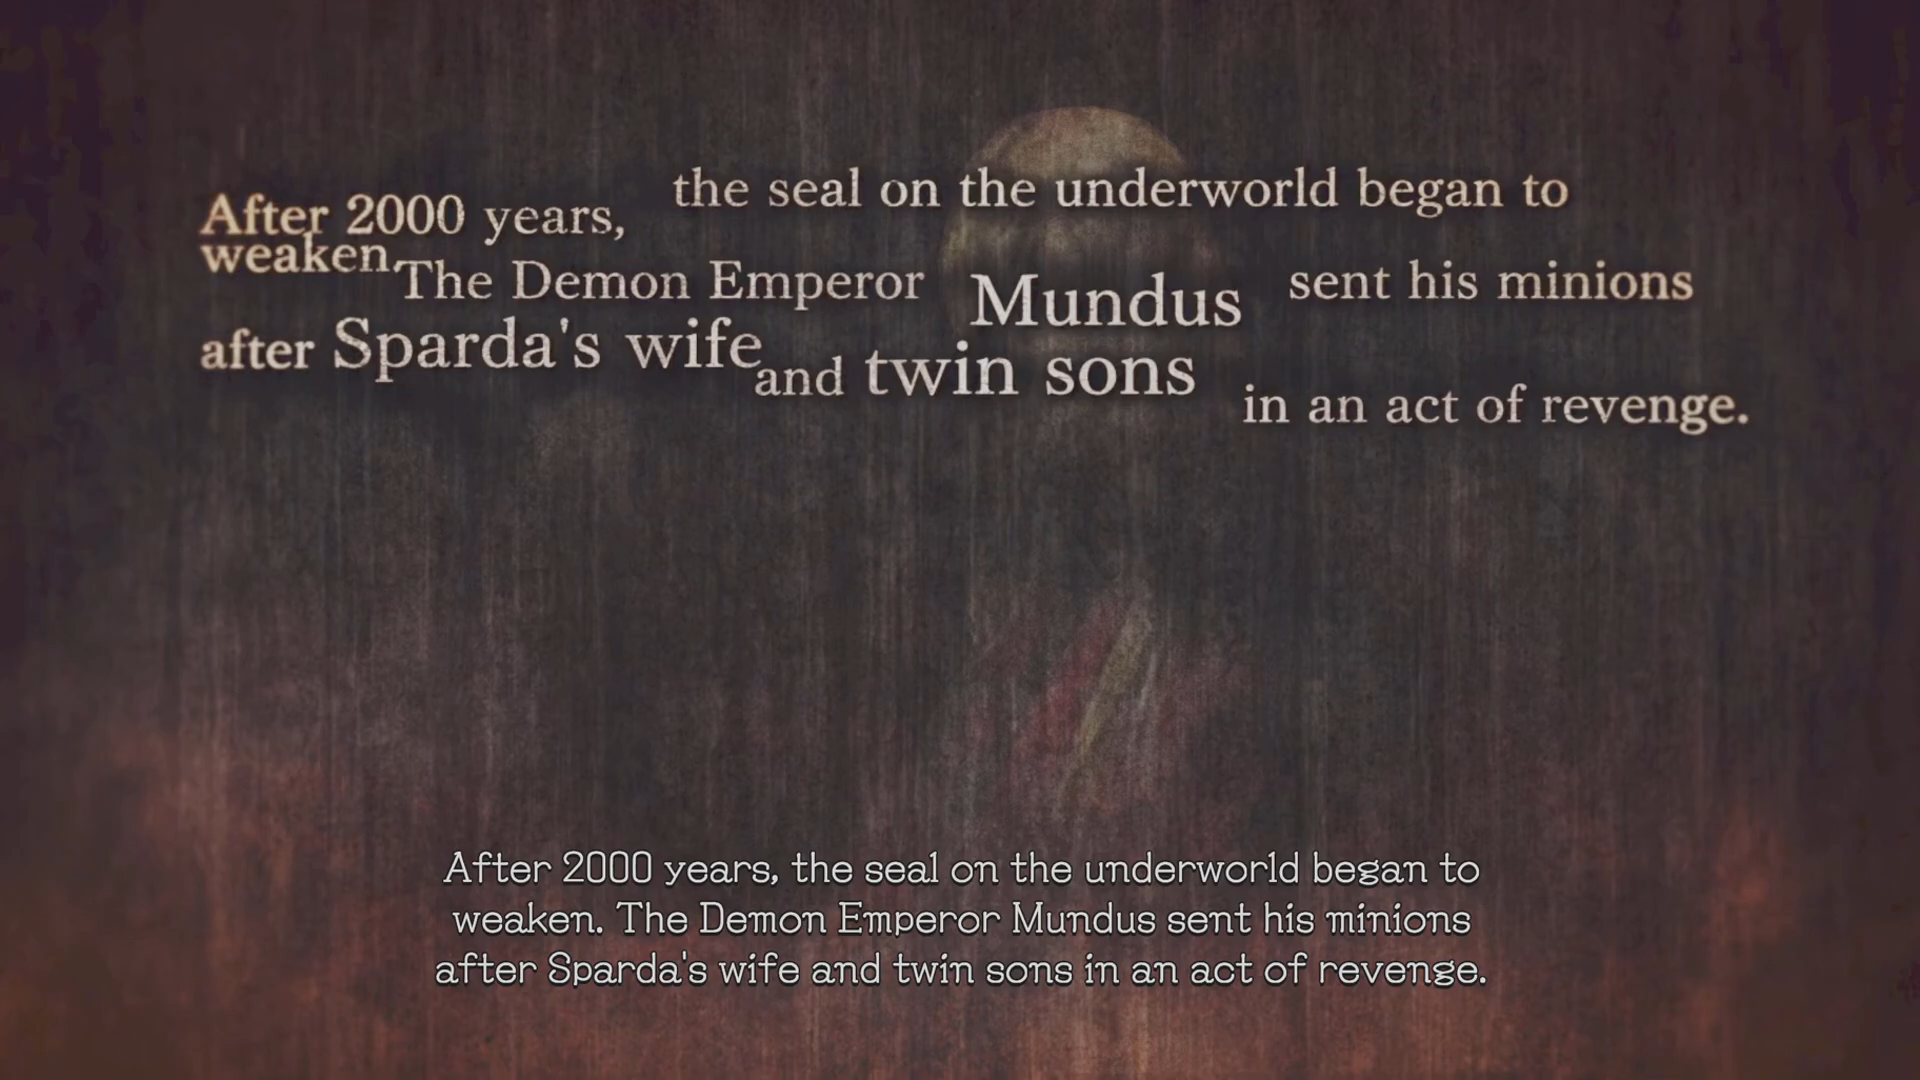 After 2000 years, the seal on the underworld began to
weaken. The Demon Emperor Mundus sent his minions
after Sparda's wife and twin sons in an act of revenge.
After 2000 years, the seal on the underworld began to
weaken. The Demon Emperor Mundus sent his minions
after Sparda's wife and twin sons in an act of revenge.